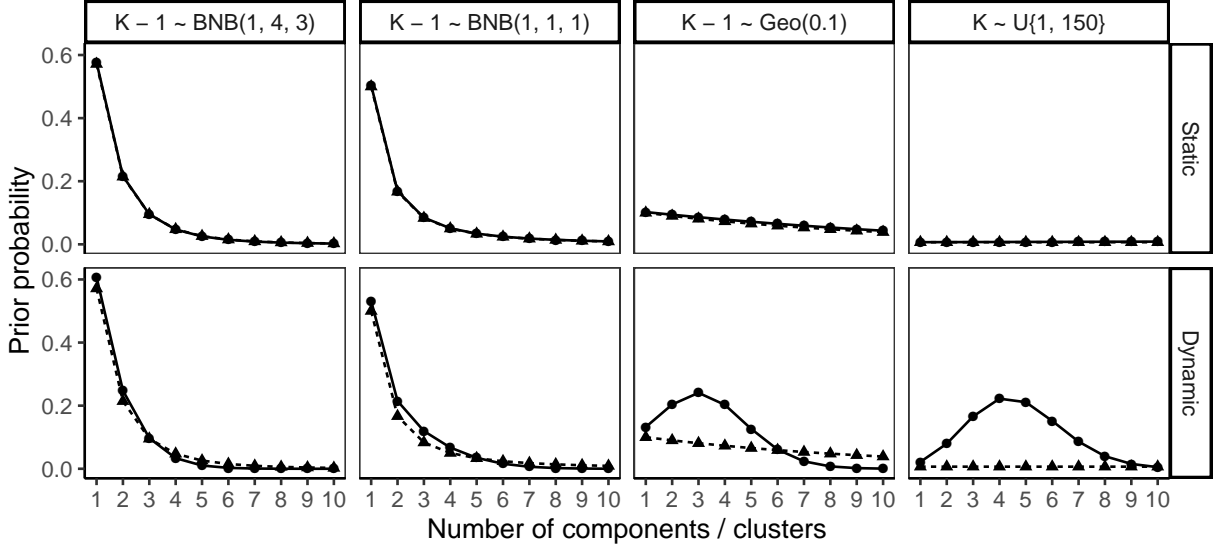 K − 1 ~ BNB(1, 4, 3)
K − 1 ~ BNB(1, 1, 1)
K − 1 ~ Geo(0.1)
K ~ U{1, 150}
0.6
0.4
0.2
0.0
Static
0.6
0.4
0.2
0.0
Dynamic
Prior probability
1 2 3 4 5 6 7 8 9 10
1 2 3 4 5 6 7 8 9 10
1 2 3 4 5 6 7 8 9 10
1 2 3 4 5 6 7 8 9 10
Number of components / clusters